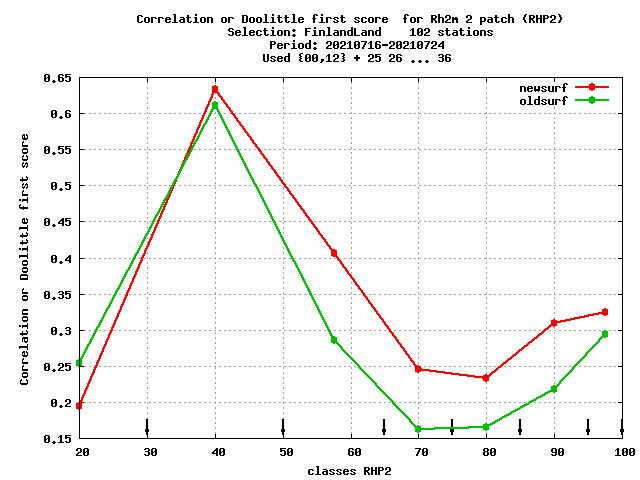 Correlation or Doolittle first score  for Rh2m 2 patch (RHP2)
Selection: FinlandLand    102 stations
Period: 20210716-20210724
Used {00,12} + 25 26 ... 36
newsurf
oldsurf
Correlation or Doolittle first score
0.65
0.6
0.55
0.5
0.45
0.4
0.35
0.3
0.25
0.2
0.15
20 30 40 50 60 70 80 90 100
classes RHP2